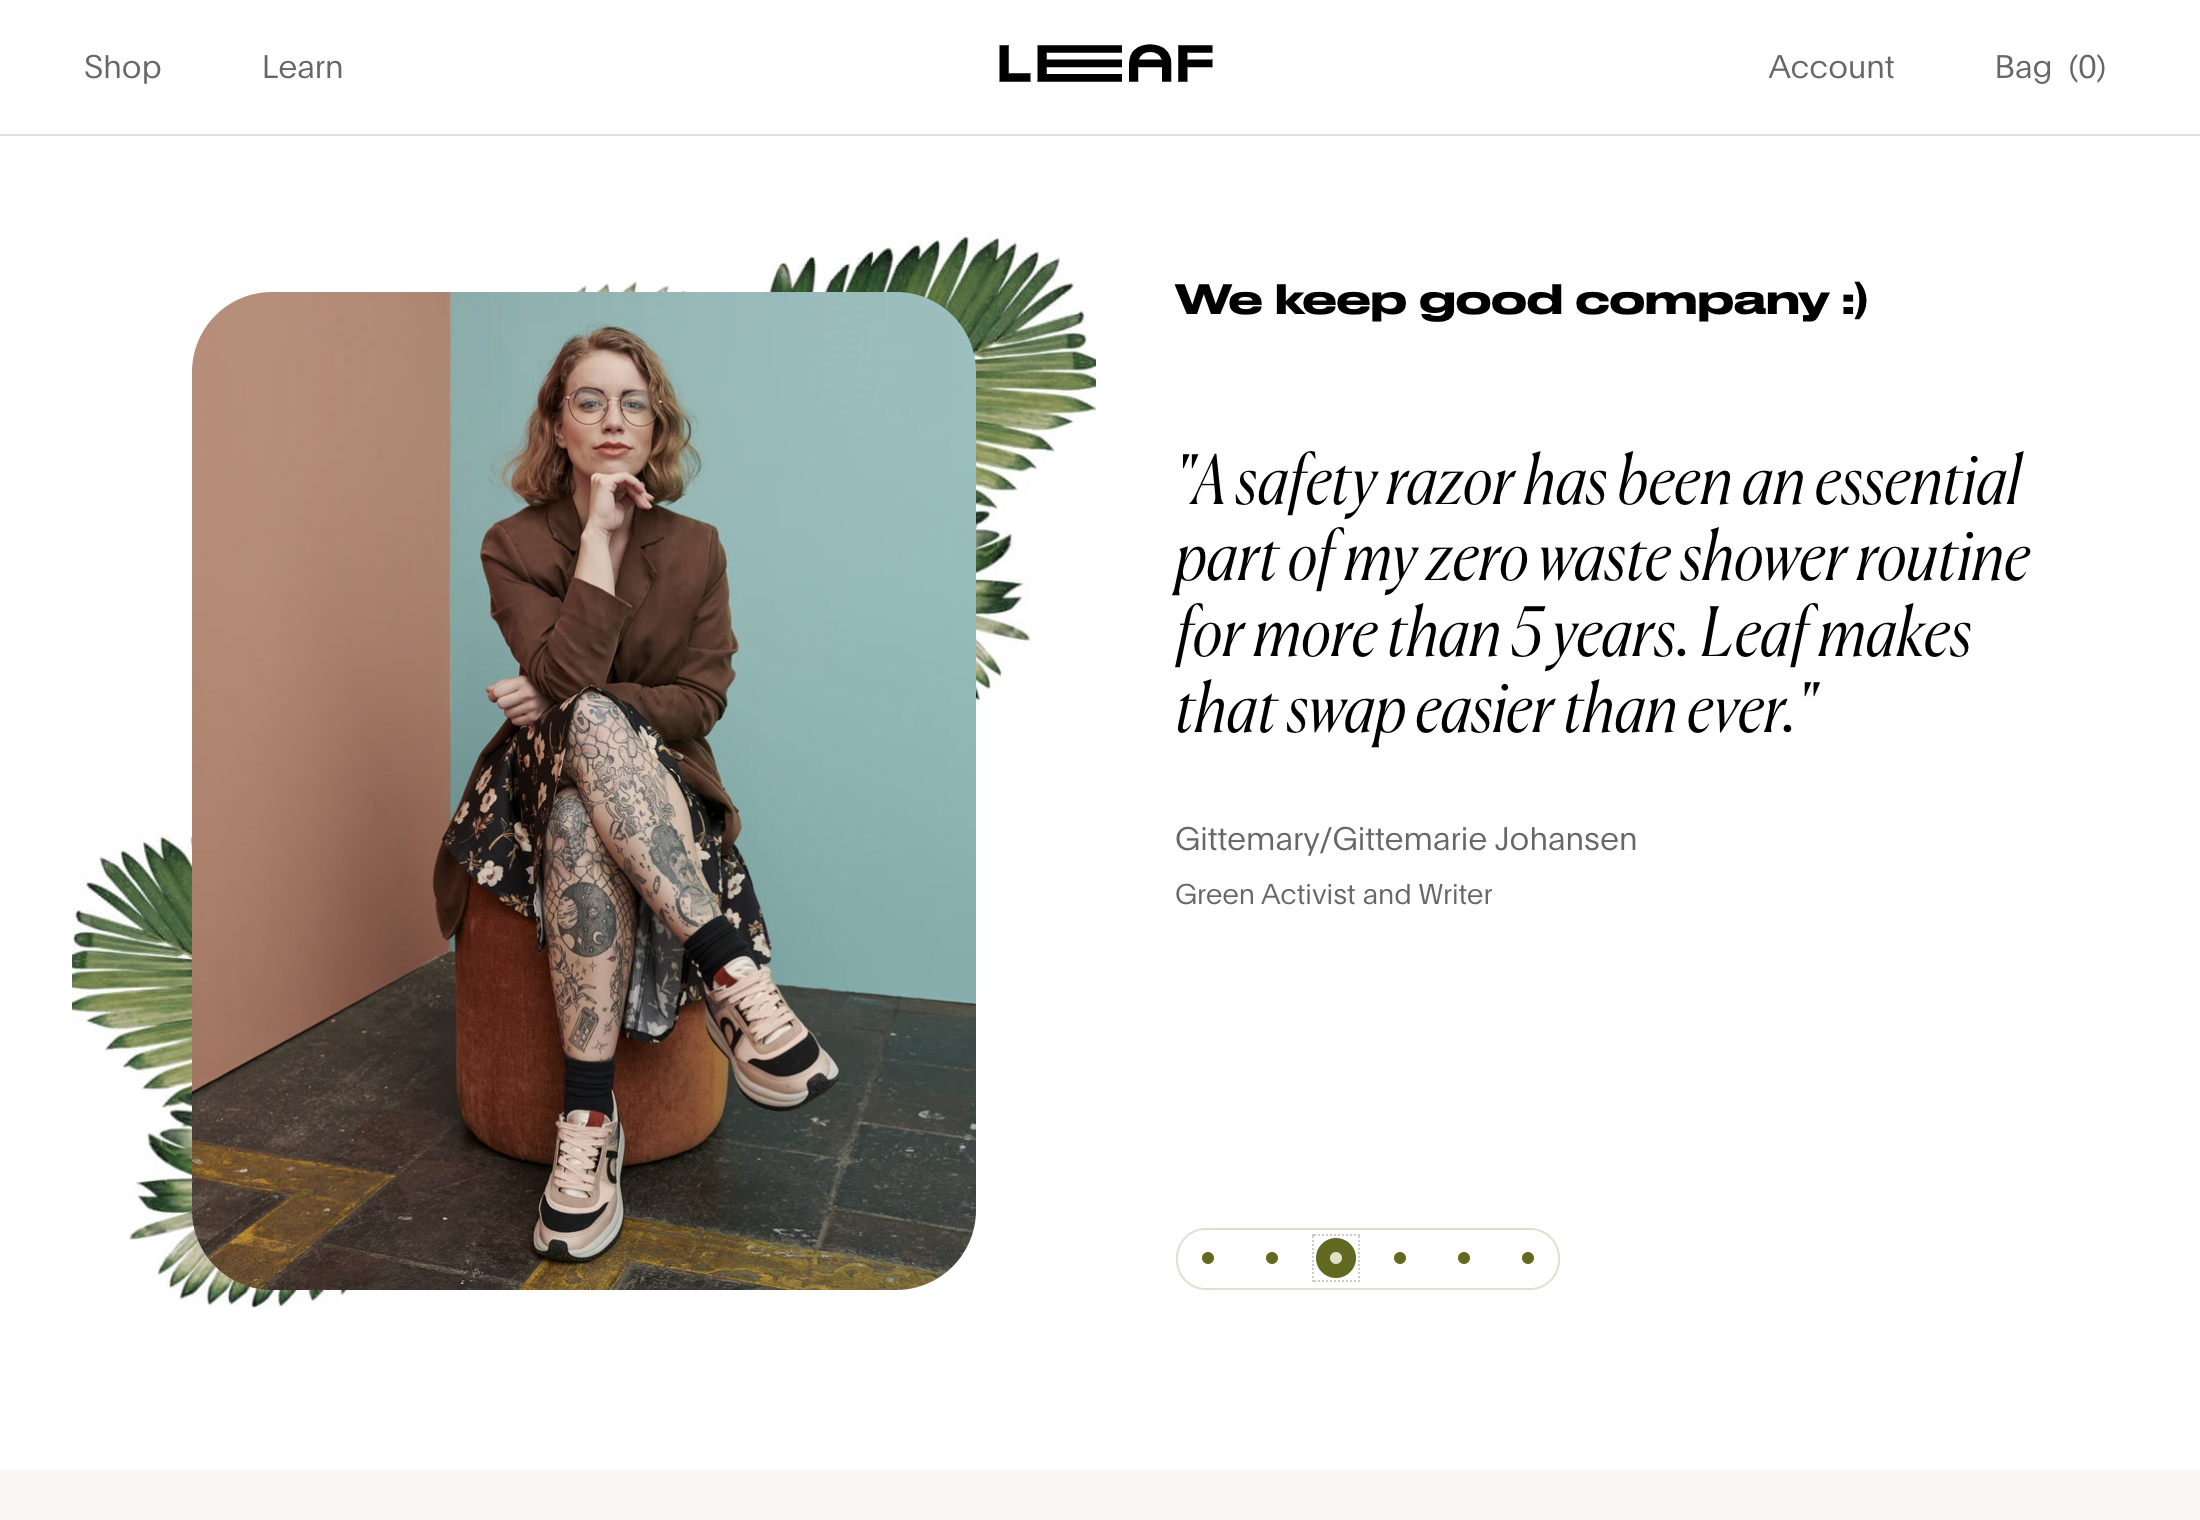 Shop
Learn
LEAF
Account
Bag (0)
We keep good company :)
"A safety razor has been an essential
part of my zero waste shower routine
for more than 5 years. Leaf makes
that swap easier than ever."
Gittemary/Gittemarie Johansen
Green Activist and Writer